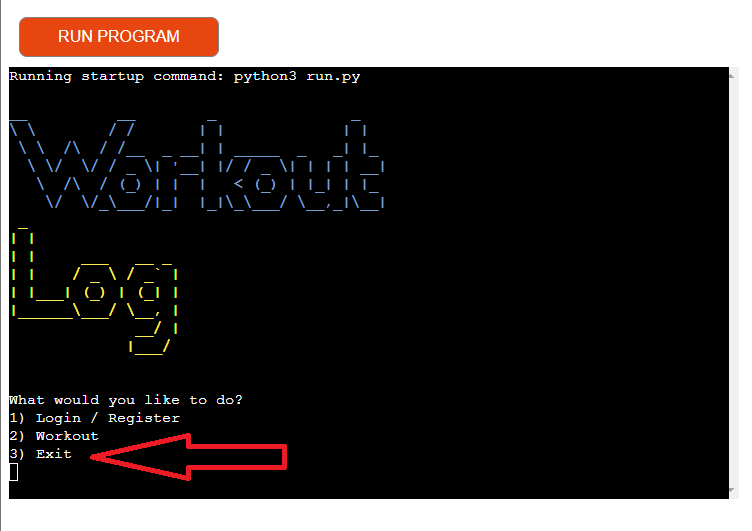 RUN PROGRAM
Running startup command: python3 run.py
Workout
Log
What would you like to do?
1) Login / Register
2) Workout
3) Exit